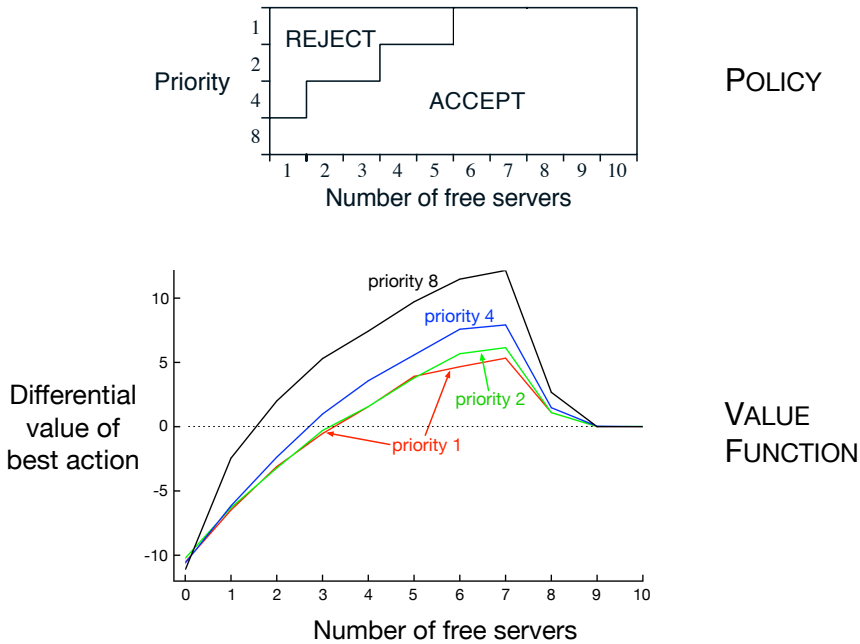 1
REJECT
2
Priority
POLICY
4
ACCEPT
8
1 2 3 4 5 6 7 8 9 10
Number of free servers
priority 8
10
priority 4
5
priority 2
Differential
value of
best action
0
priority 1
VALUE
FUNCTION
-5
-10
0 1 2 3 4 5 6 7 8 9 10
Number of free servers